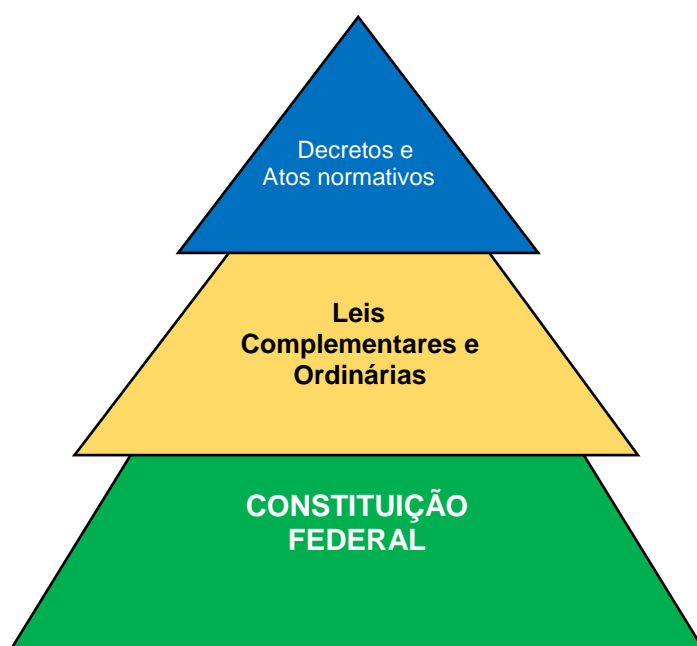 Decretos e
Atos normativos
Leis
Complementares e
Ordinárias
CONSTITUIÇÃO
FEDERAL